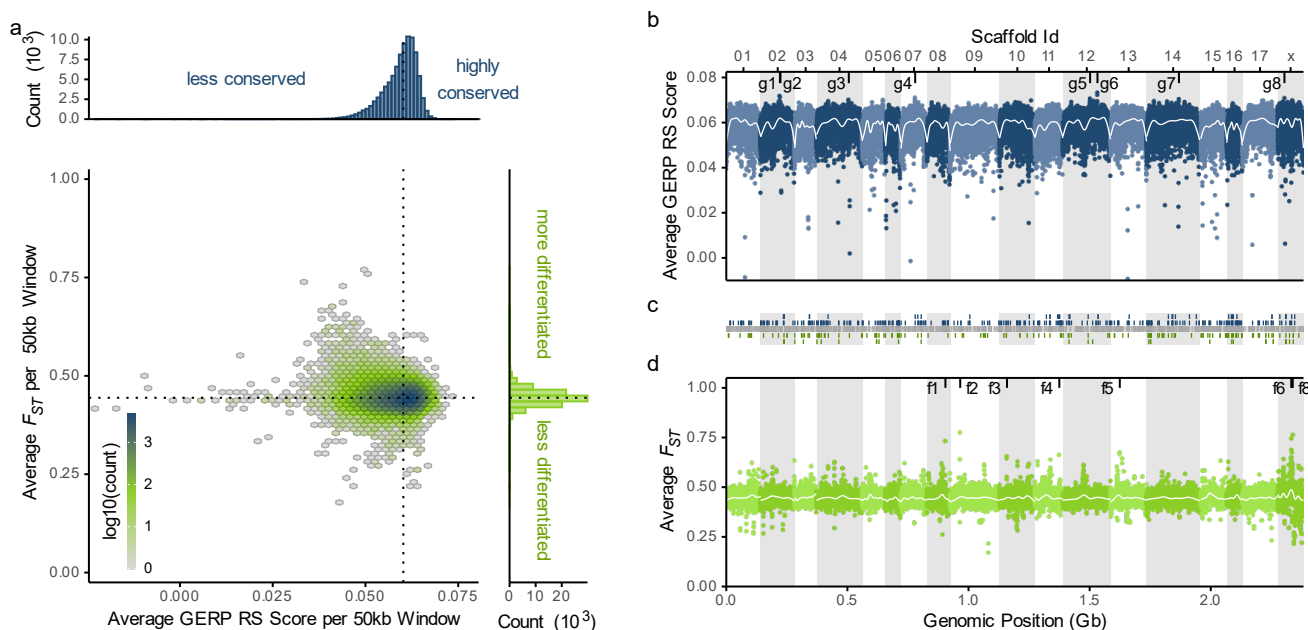 a
Count (10³)
10.0
7.5
5.0
2.5
0.0
less conserved
highly
conserved
Average F_ST per 50kb Window
1.00
0.75
0.50
0.25
0.00
log10(count)
3
2
1
0
0.000
0.025
0.050
0.075
Average GERP RS Score per 50kb Window
more differentiated
less differentiated
0 10 20
Count (10³)
b
Scaffold Id
01 02 03 04 05 06 07 08 09 10 11 12 13 14 15 16 17 x
Average GERP RS Score
0.08
0.06
0.04
0.02
0.00
g1 g2 g3 g4 g5 g6 g7 g8
c
d
Average F_ST
1.00
0.75
0.50
0.25
0.00
f1 f2 f3 f4 f5 f6 f8
0.0 0.5 1.0 1.5 2.0
Genomic Position (Gb)